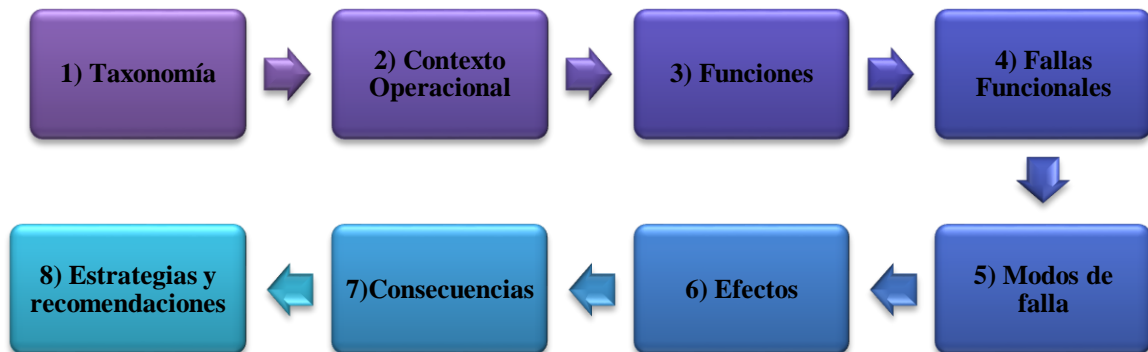 1) Taxonomía
2) Contexto
Operacional
3) Funciones
4) Fallas
Funcionales
5) Modos de
falla
6) Efectos
7)Consecuencias
8) Estrategias y
recomendaciones